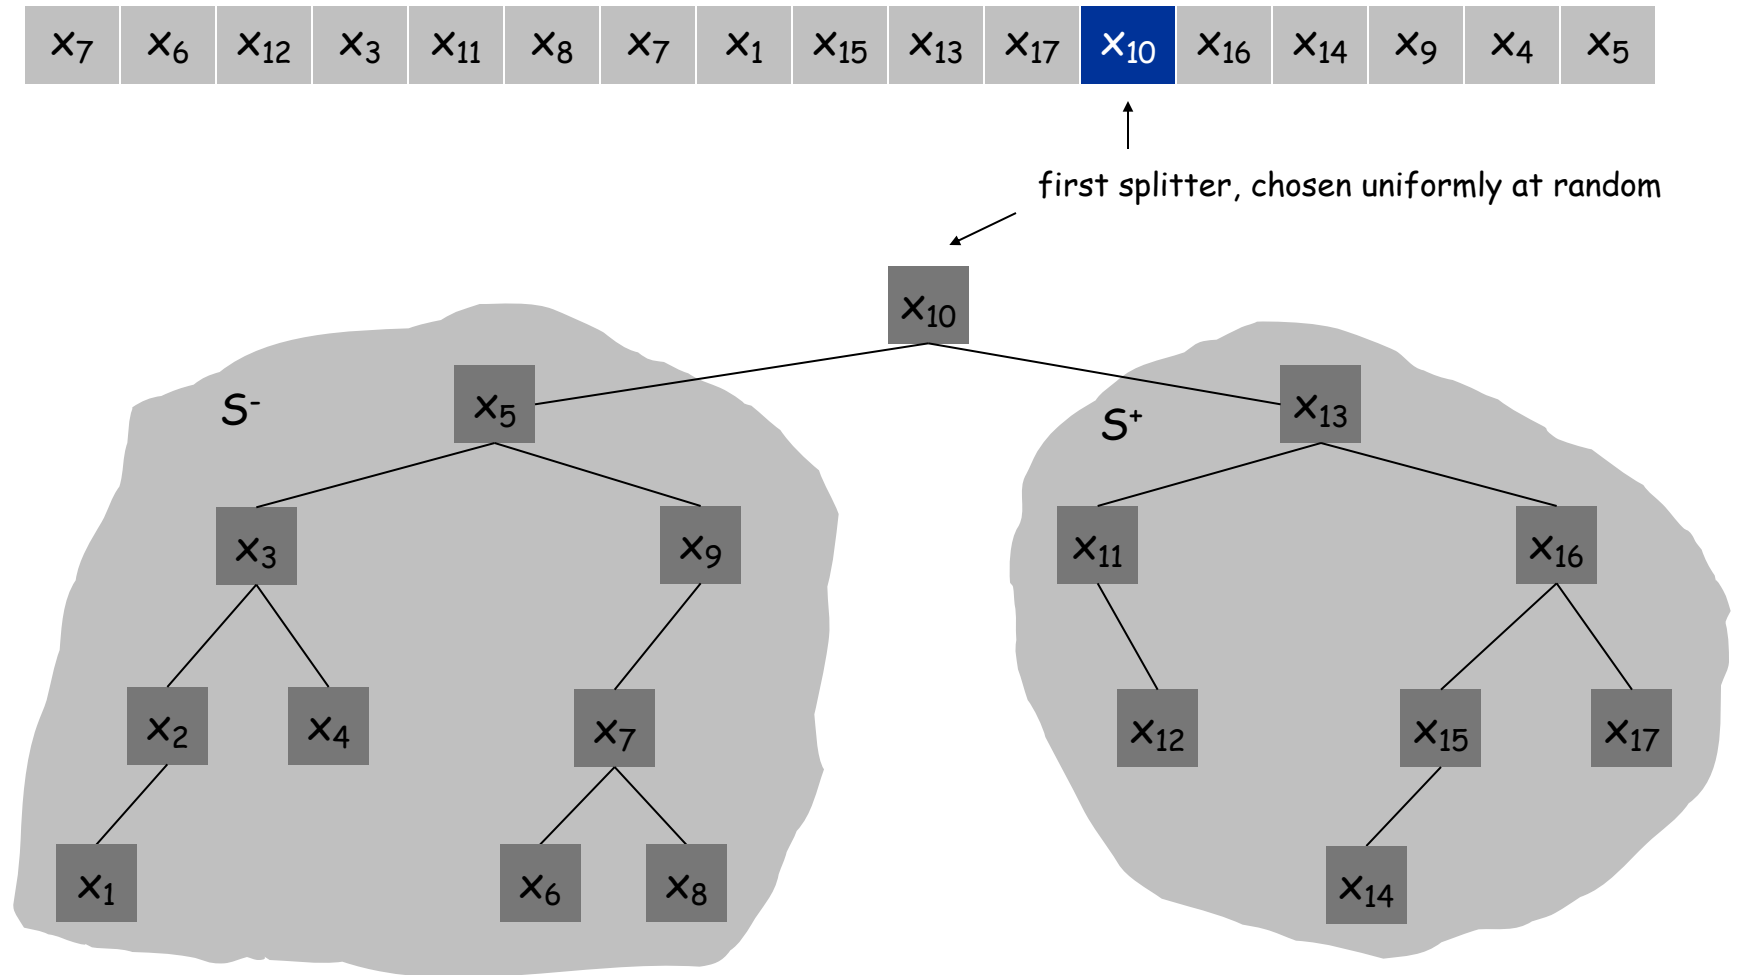 x₇ x₆ x₁₂ x₃ x₁₁ x₈ x₇ x₁ x₁₅ x₁₃ x₁₇ x₁₀ x₁₆ x₁₄ x₉ x₄ x₅
first splitter, chosen uniformly at random
x₁₀
S⁻ x₅ S⁺ x₁₃
x₃ x₉ x₁₁ x₁₆
x₂ x₄ x₇ x₁₂ x₁₅ x₁₇
x₁ x₆ x₈ x₁₄